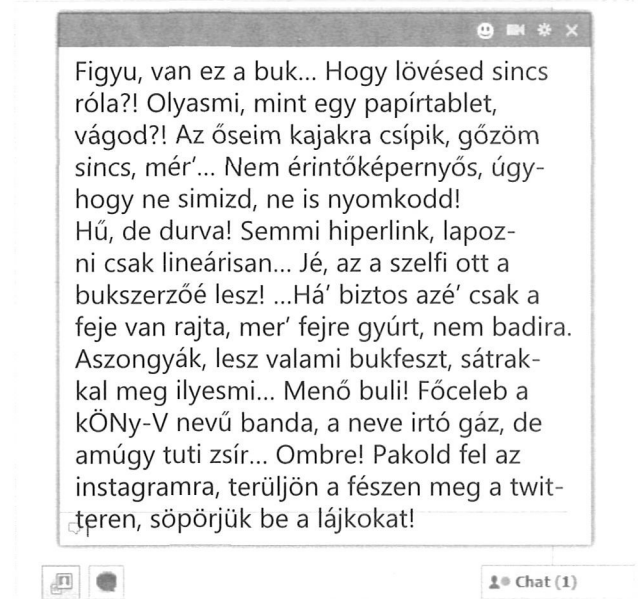 Figyu, van ez a buk... Hogy lövésed sincs
róla?! Olyasmi, mint egy papírtablet,
vágod?! Az őseim kajakra csípik, gőzöm
sincs, mér’... Nem érintőképernyős, úgy-
hogy ne simizd, ne is nyomkodd!
Hű, de durva! Semmi hiperlink, lapoz-
ni csak lineárisan... Jé, az a szelfi ott a
bukszerzőé lesz! ...Há’ biztos azé’ csak a
feje van rajta, mer’ fejre gyúrt, nem badira.
Aszongyák, lesz valami bukfeszt, sátrak-
kal meg ilyesmi... Menő buli! Főceleb a
kÖNy-V nevű banda, a neve irtó gáz, de
amúgy tuti zsír... Ombre! Pakold fel az
instagramra, terüljön a fészen meg a twit-
teren, söpörjük be a lájkokat!
Chat (1)